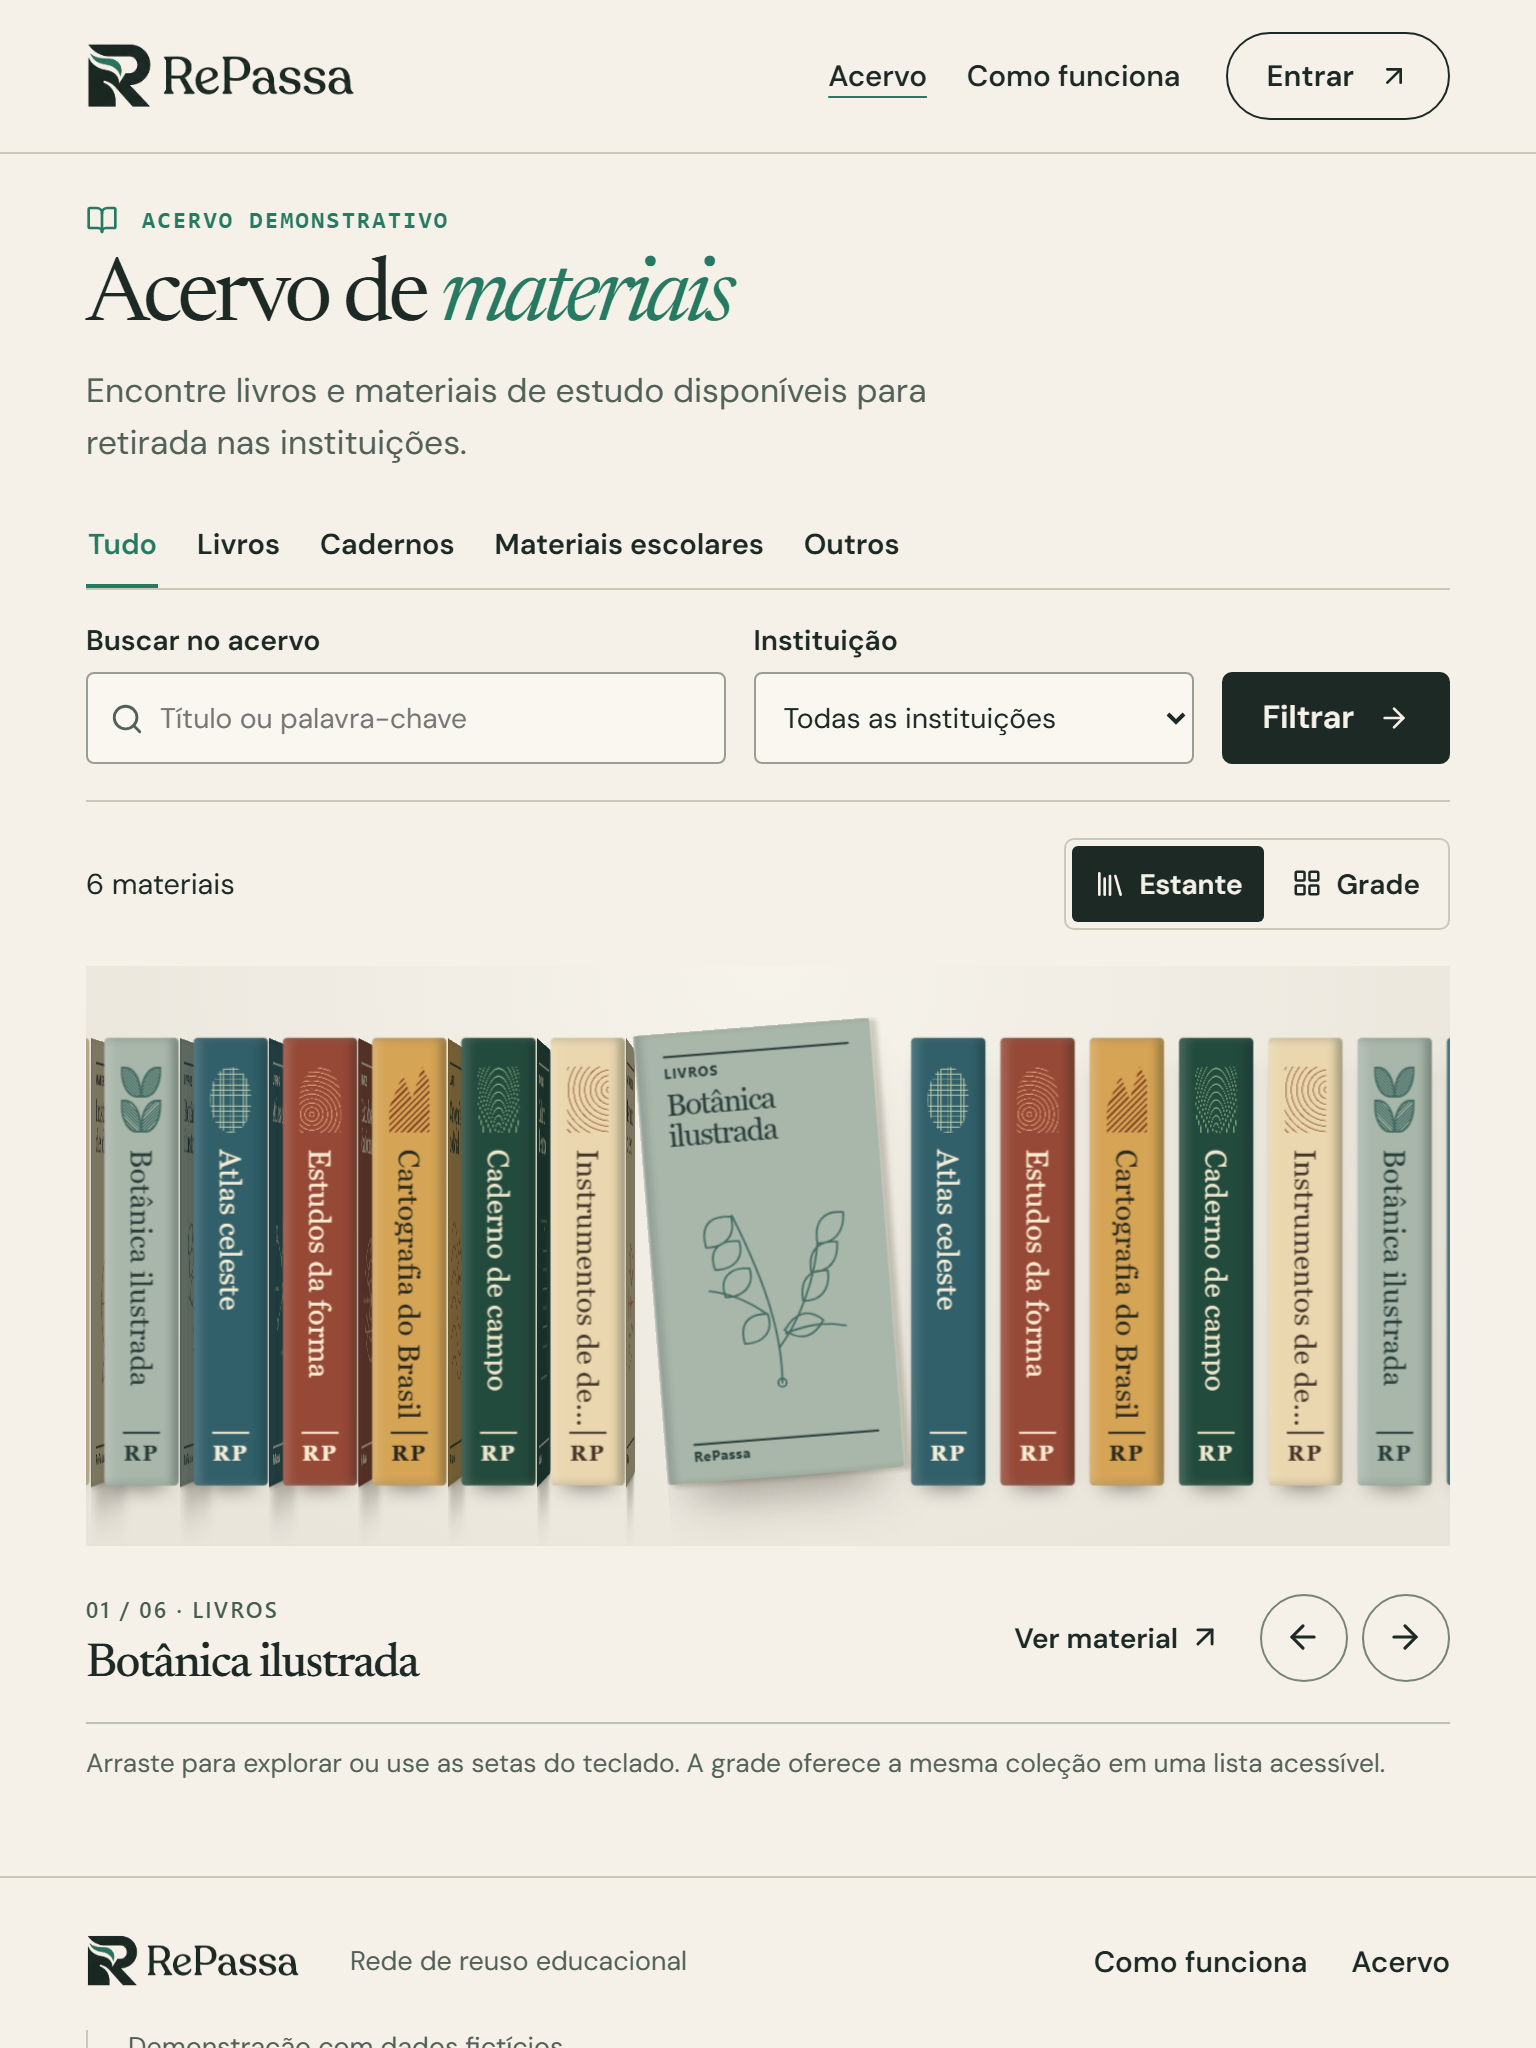 RePassa
Acervo
Como funciona
Entrar
ACERVO DEMONSTRATIVO
Acervo de materiais
Encontre livros e materiais de estudo disponíveis para
retirada nas instituições.
Tudo
Livros
Cadernos
Materiais escolares
Outros
Buscar no acervo
Instituição
Título ou palavra-chave
Todas as instituições
Filtrar
6 materiais
Estante
Grade
Botânica ilustrada
RP
Atlas celeste
RP
Estudos da forma
RP
Cartografia do Brasil
RP
Caderno de campo
RP
Instrumentos de de...
RP
LIVROS
Botânica
ilustrada
RePassa
Atlas celeste
RP
Estudos da forma
RP
Cartografia do Brasil
RP
Caderno de campo
RP
Instrumentos de de...
RP
Botânica ilustrada
RP
01 / 06 · LIVROS
Botânica ilustrada
Ver material
Arraste para explorar ou use as setas do teclado. A grade oferece a mesma coleção em uma lista acessível.
RePassa
Rede de reuso educacional
Como funciona
Acervo
Demonstração com dados fictícios